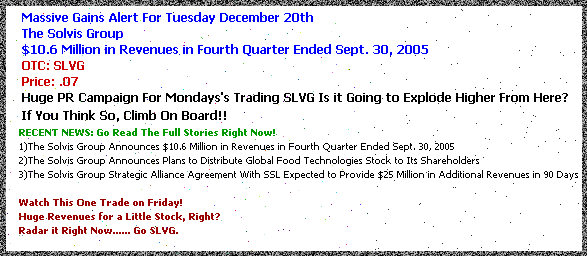 Massive Gains Alert For Tuesday December 20th
The Solvis Group
$10.6 Million in Revenues in Fourth Quarter Ended Sept. 30, 2005
OTC: SLVG
Price: .07
Huge PR Campaign For Mondays's Trading SLVG Is it Going to Explode Higher From Here?
If You Think So, Climb On Board!!
RECENT NEWS: Go Read The Full Stories Right Now!
1)The Solvis Group Announces $10.6 Million in Revenues in Fourth Quarter Ended Sept. 30, 2005
2)The Solvis Group Announces Plans to Distribute Global Food Technologies Stock to Its Shareholders
3)The Solvis Group Strategic Alliance Agreement With SSL Expected to Provide $25 Million in Additional Revenues in 90 Days
Watch This One Trade on Friday!
Huge Revenues for a Little Stock, Right?
Radar it Right Now...... Go SLVG.